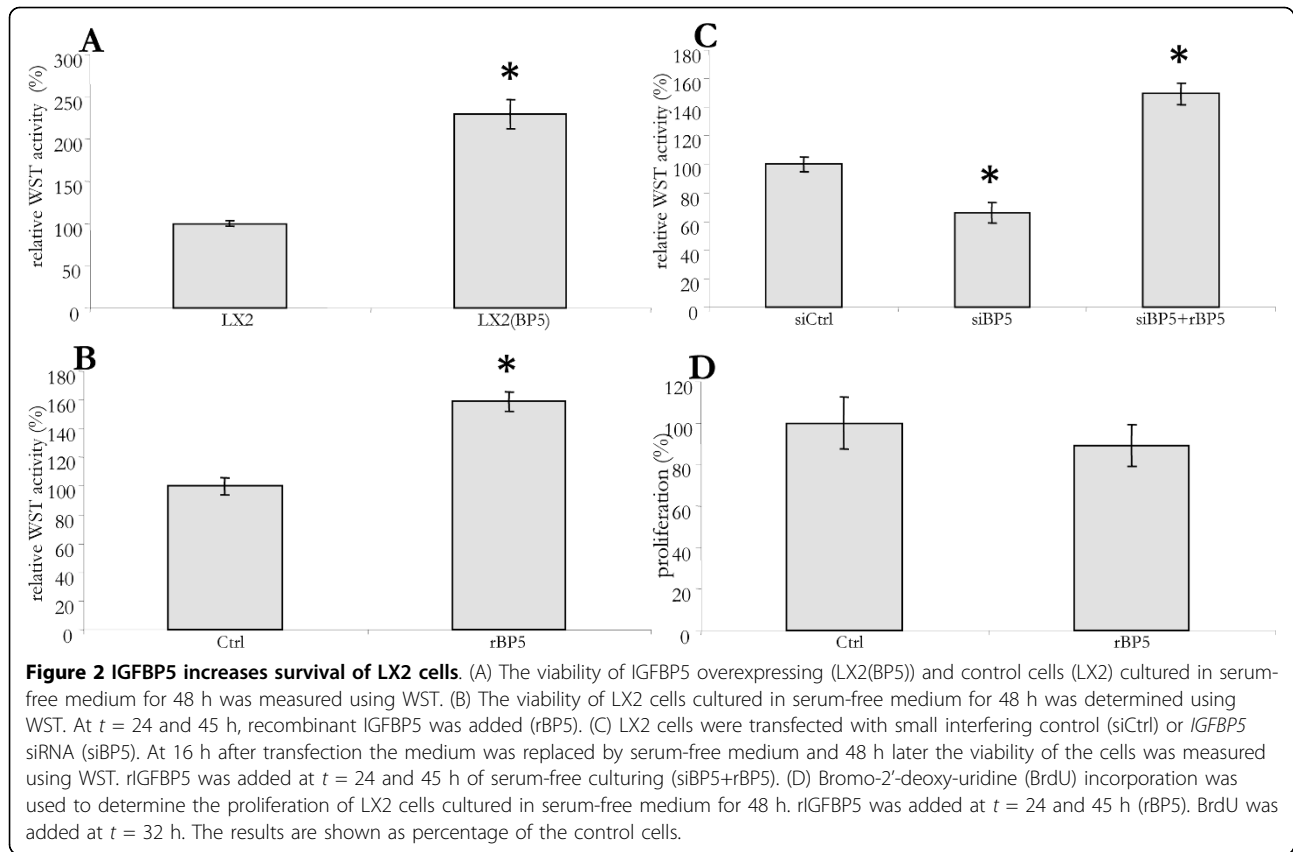 A
300
250
200
150
100
50
0
relative WST activity (%)
*
LX2
LX2(BP5)
C
180
160
140
120
100
80
60
40
20
0
relative WST activity (%)
*
*
siCtrl
siBP5
siBP5+rBP5
B
180
160
140
120
100
80
60
40
20
0
relative WST activity (%)
*
Ctrl
rBP5
D
120
100
80
60
40
20
0
proliferation (%)
Ctrl
rBP5
Figure 2 IGFBP5 increases survival of LX2 cells. (A) The viability of IGFBP5 overexpressing (LX2(BP5)) and control cells (LX2) cultured in serum-
free medium for 48 h was measured using WST. (B) The viability of LX2 cells cultured in serum-free medium for 48 h was determined using
WST. At t = 24 and 45 h, recombinant IGFBP5 was added (rBP5). (C) LX2 cells were transfected with small interfering control (siCtrl) or IGFBP5
siRNA (siBP5). At 16 h after transfection the medium was replaced by serum-free medium and 48 h later the viability of the cells was measured
using WST. rIGFBP5 was added at t = 24 and 45 h of serum-free culturing (siBP5+rBP5). (D) Bromo-2′-deoxy-uridine (BrdU) incorporation was
used to determine the proliferation of LX2 cells cultured in serum-free medium for 48 h. rIGFBP5 was added at t = 24 and 45 h (rBP5). BrdU was
added at t = 32 h. The results are shown as percentage of the control cells.